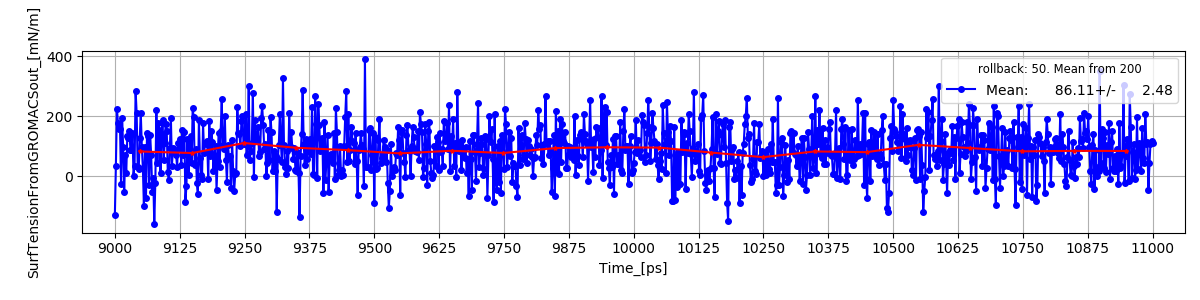 SurfTensionFromGROMACSout_[mN/m]
400
200
0
rollback: 50. Mean from 200
Mean: 86.11+/- 2.48
9000 9125 9250 9375 9500 9625 9750 9875 10000 10125 10250 10375 10500 10625 10750 10875 11000
Time_[ps]